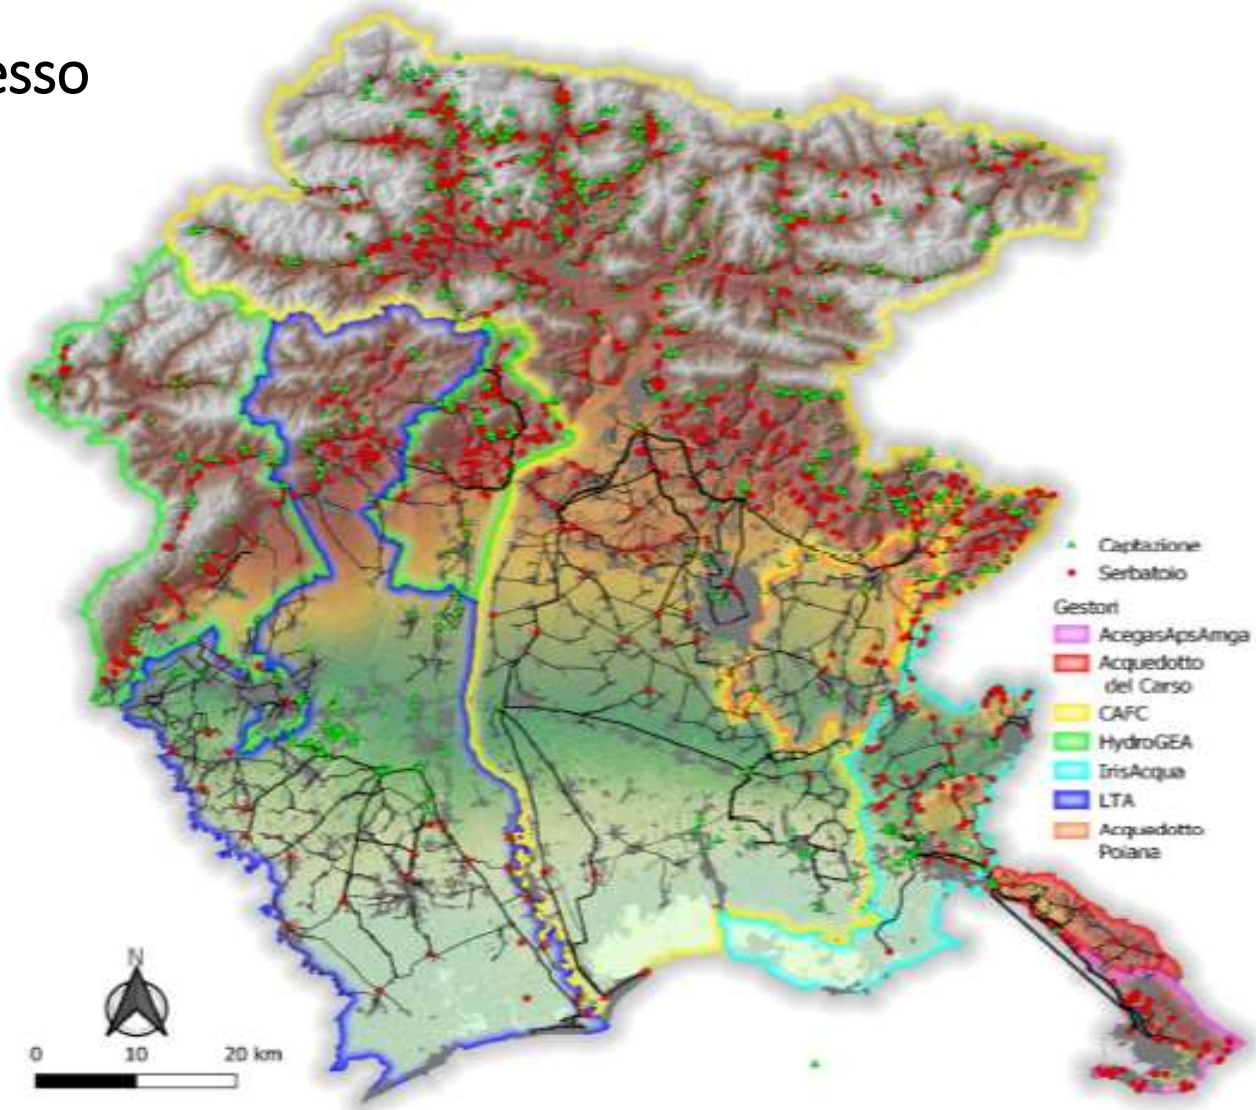 esso
Captazione
Serbatoio
Gestori
AcegasApsAmga
Acquedotto
del Carso
CAFC
HydroGEA
IrisAcqua
LTA
Acquedotto
Poiana
N
0 10 20 km